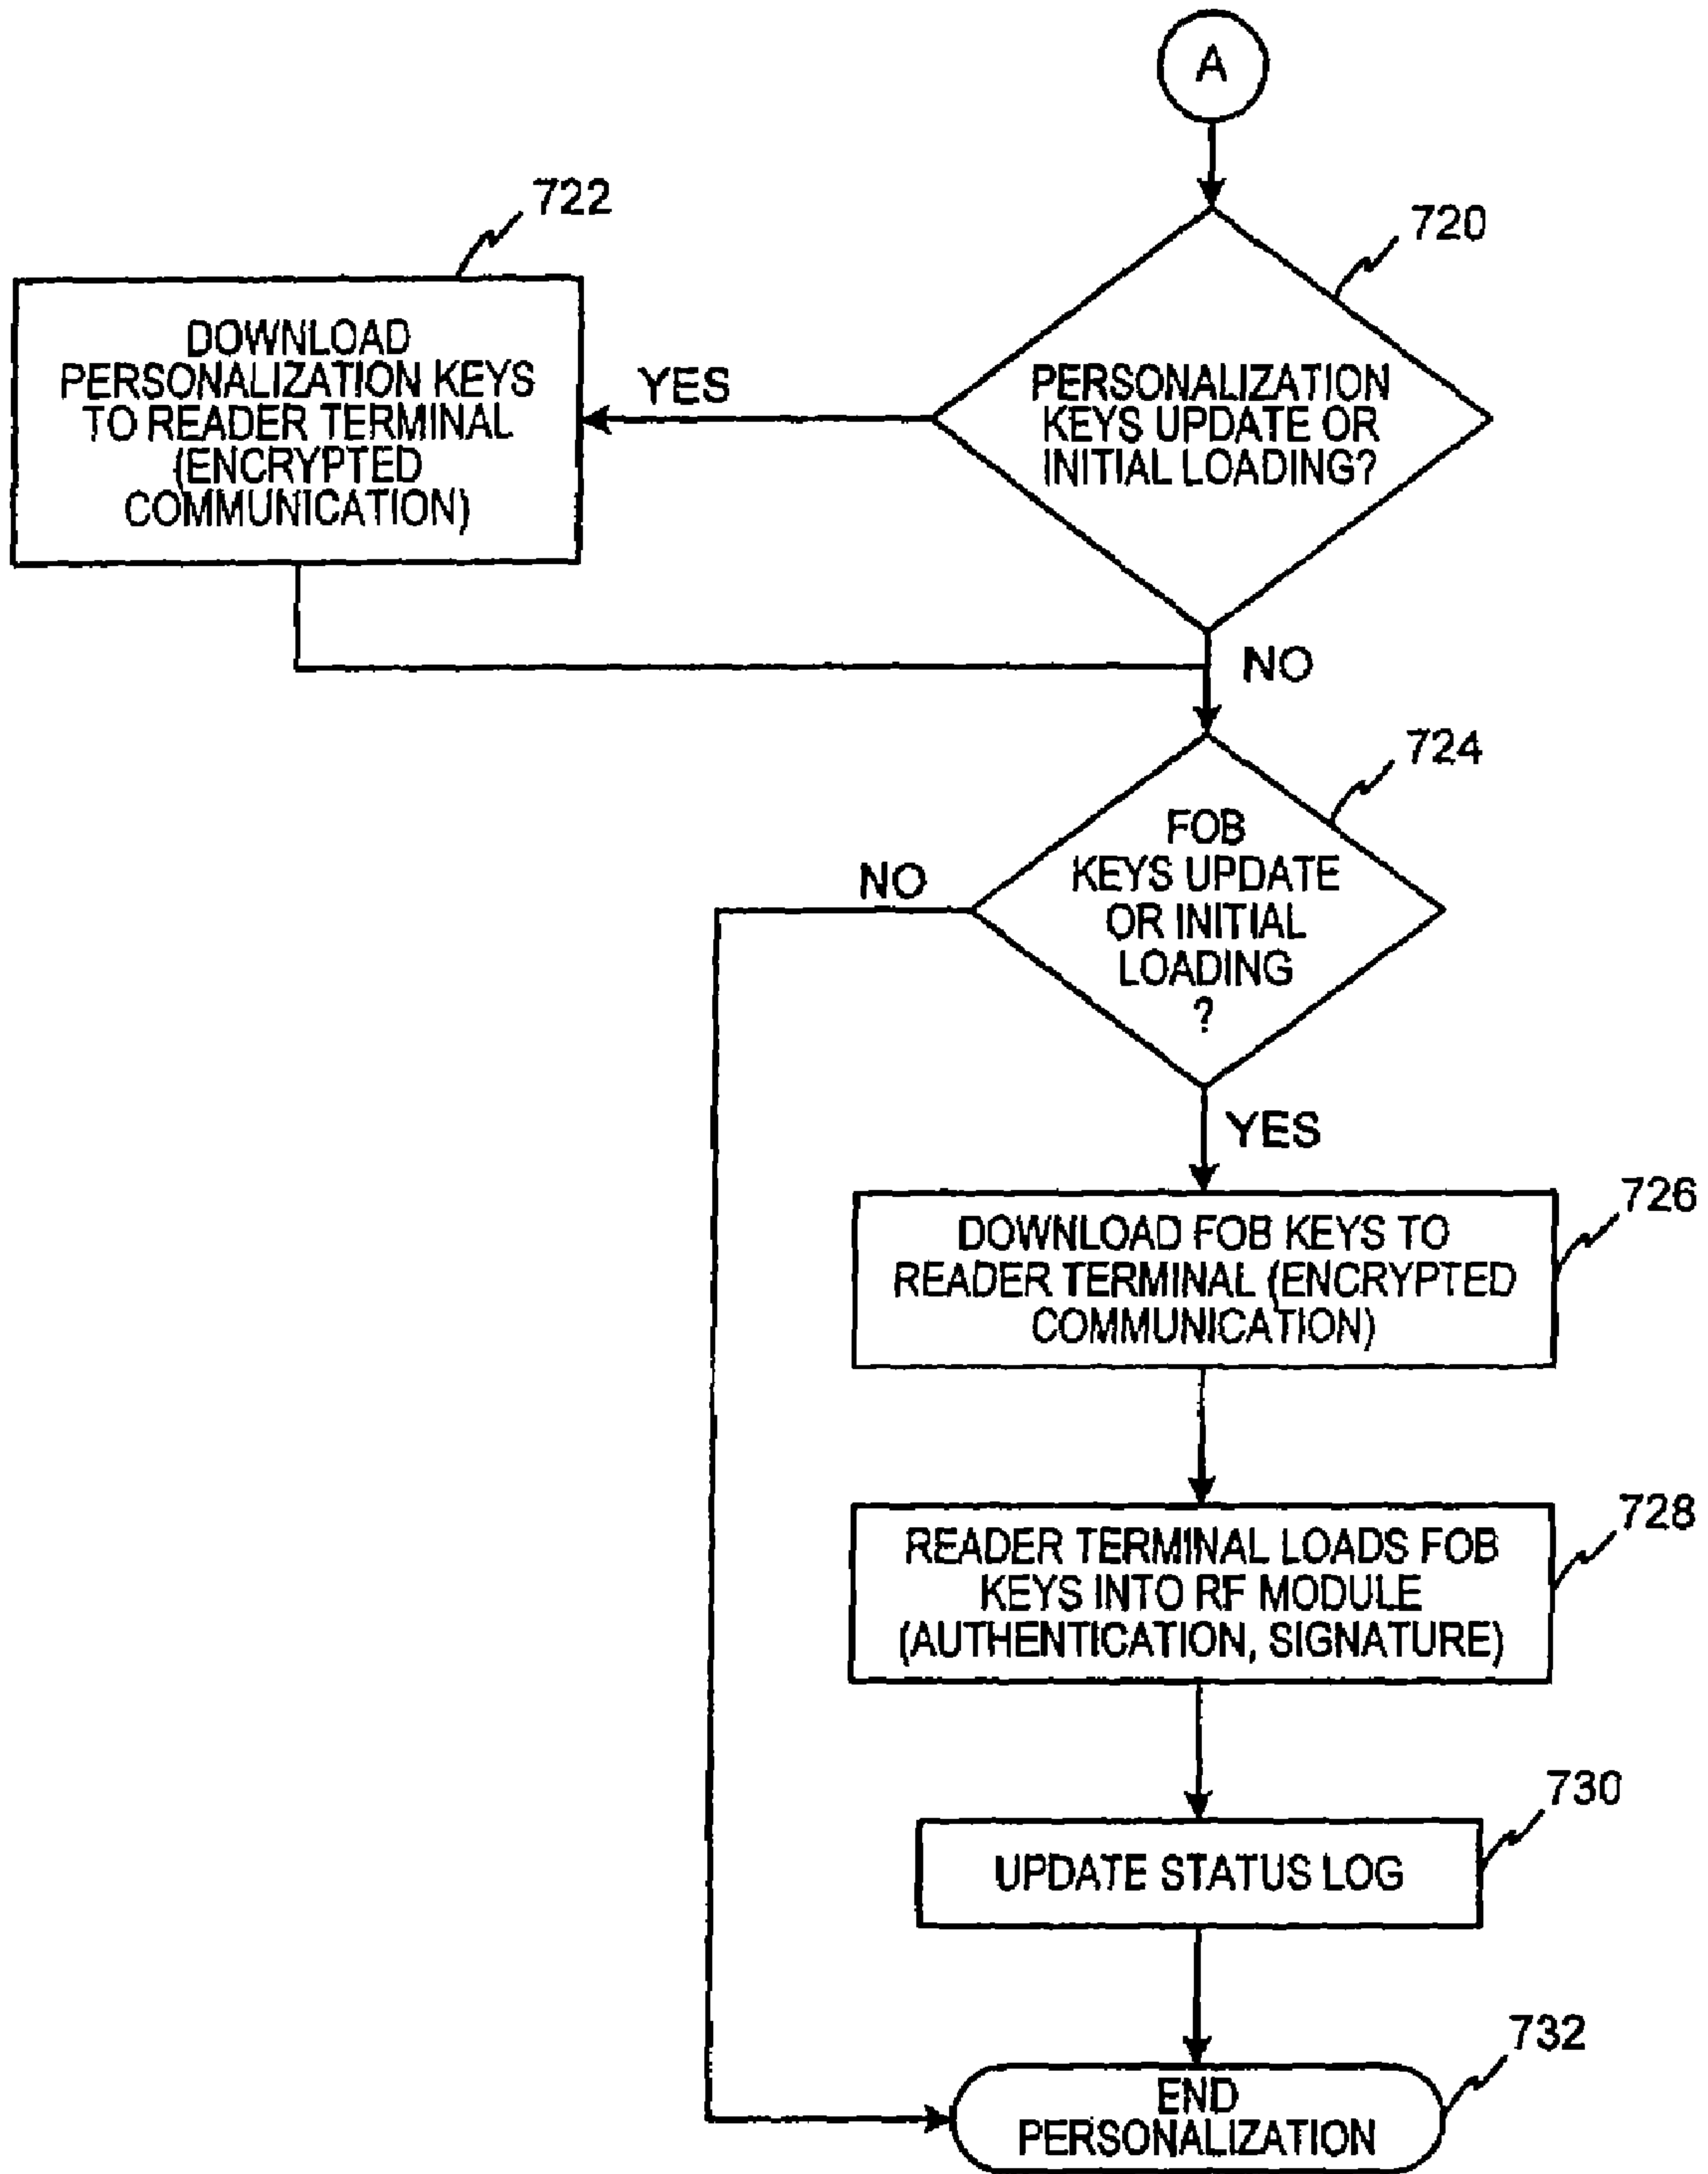 A
722
720
DOWNLOAD
PERSONALIZATION KEYS
TO READER TERMINAL
(ENCRYPTED
COMMUNICATION)
YES
PERSONALIZATION
KEYS UPDATE OR
INITIAL LOADING?
NO
724
FOB
KEYS UPDATE
OR INITIAL
LOADING
?
NO
YES
726
DOWNLOAD FOB KEYS TO
READER TERMINAL (ENCRYPTED
COMMUNICATION)
728
READER TERMINAL LOADS FOB
KEYS INTO RF MODULE
(AUTHENTICATION, SIGNATURE)
730
UPDATE STATUS LOG
732
END
PERSONALIZATION